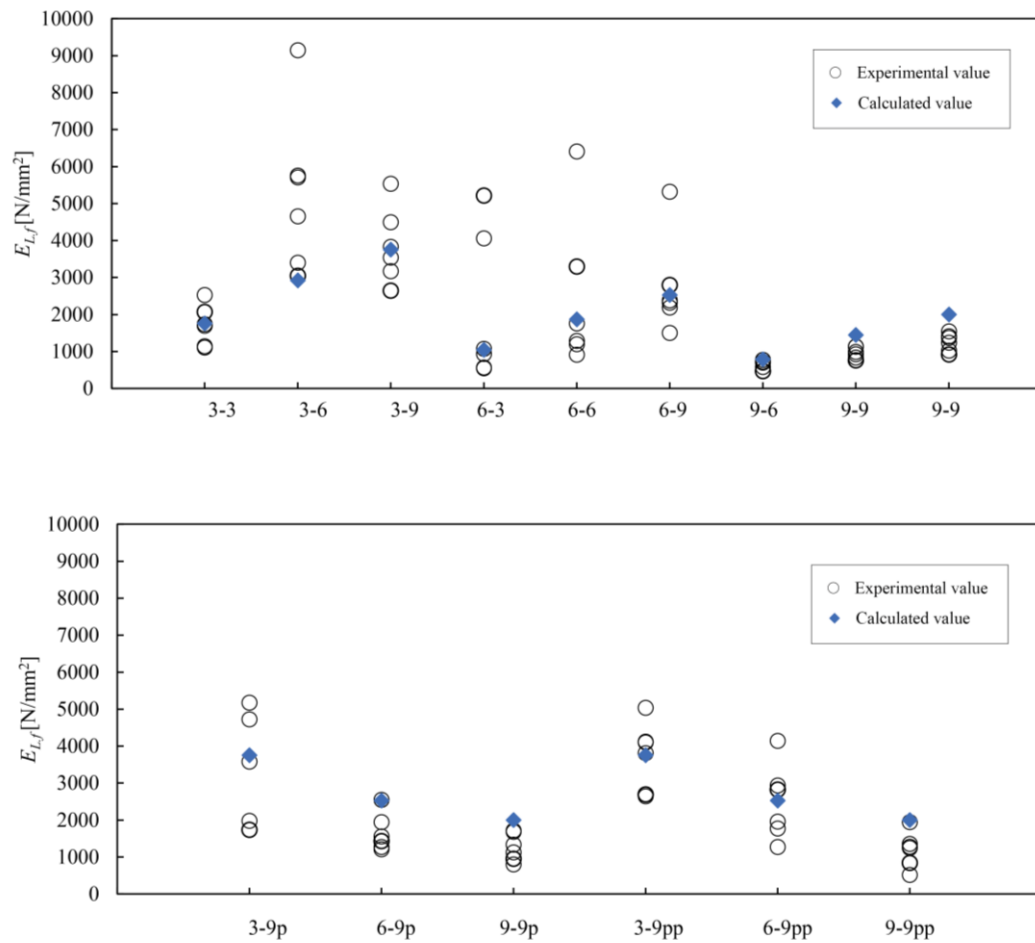 10000
9000
8000
7000
6000
5000
4000
3000
2000
1000
0
E_{L,f} [N/mm²]
Experimental value
Calculated value
3-3 3-6 3-9 6-3 6-6 6-9 9-6 9-9 9-9
10000
9000
8000
7000
6000
5000
4000
3000
2000
1000
0
E_{L,f} [N/mm²]
Experimental value
Calculated value
3-9p 6-9p 9-9p 3-9pp 6-9pp 9-9pp